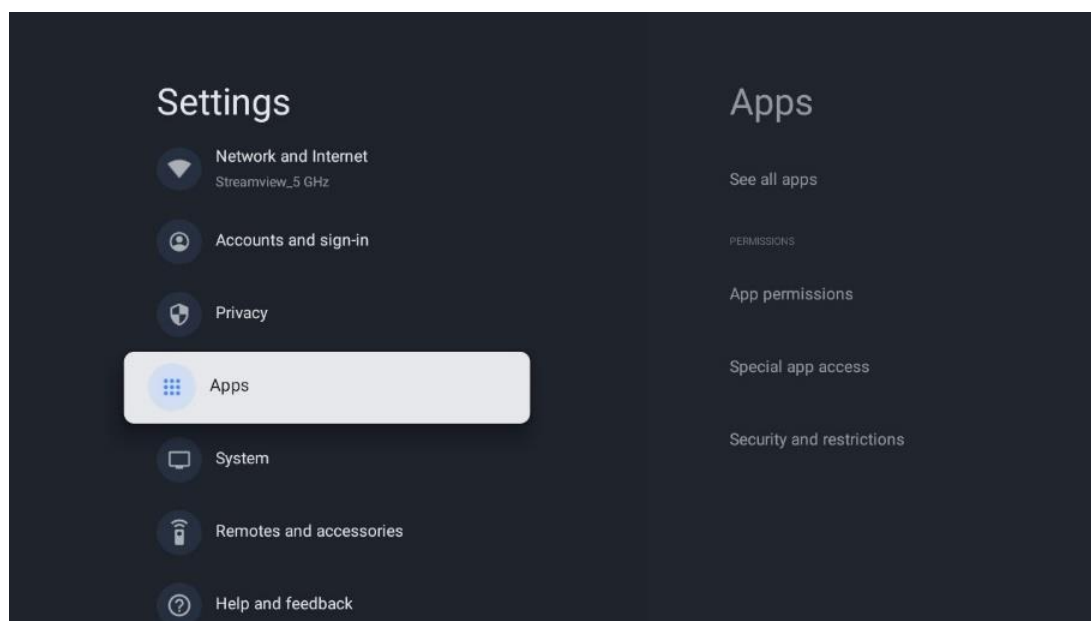 Settings
Network and Internet
Streamview_5 GHz
Accounts and sign-in
Privacy
Apps
System
Remotes and accessories
Help and feedback
Apps
See all apps
PERMISSIONS
App permissions
Special app access
Security and restrictions